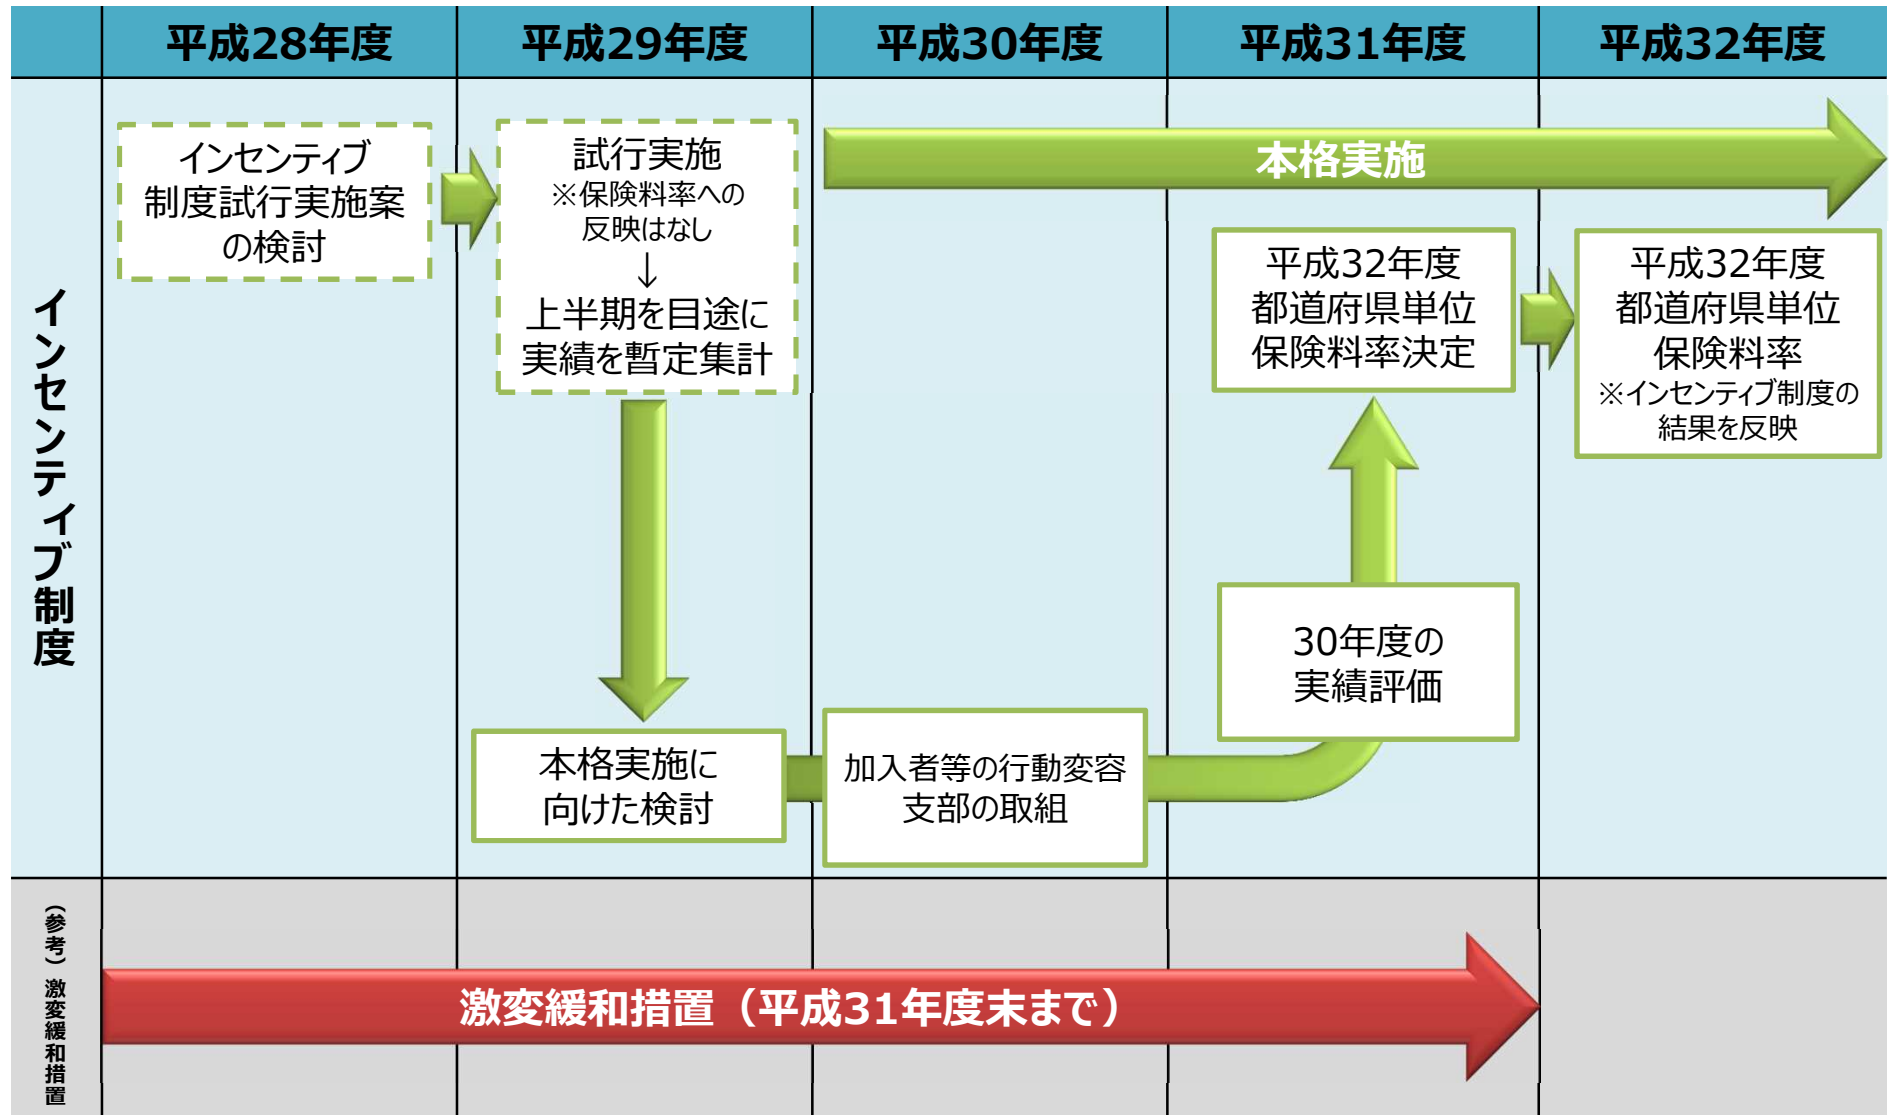 平成28年度
平成29年度
平成30年度
平成31年度
平成32年度
インセンティブ制度
インセンティブ
制度試行実施案
の検討
試行実施
※保険料率への
反映はなし
↓
上半期を目途に
実績を暫定集計
本格実施に
向けた検討
本格実施
加入者等の行動変容
支部の取組
30年度の
実績評価
平成32年度
都道府県単位
保険料率決定
平成32年度
都道府県単位
保険料率
※インセンティブ制度の
結果を反映
（参考）激変緩和措置
激変緩和措置（平成31年度末まで）